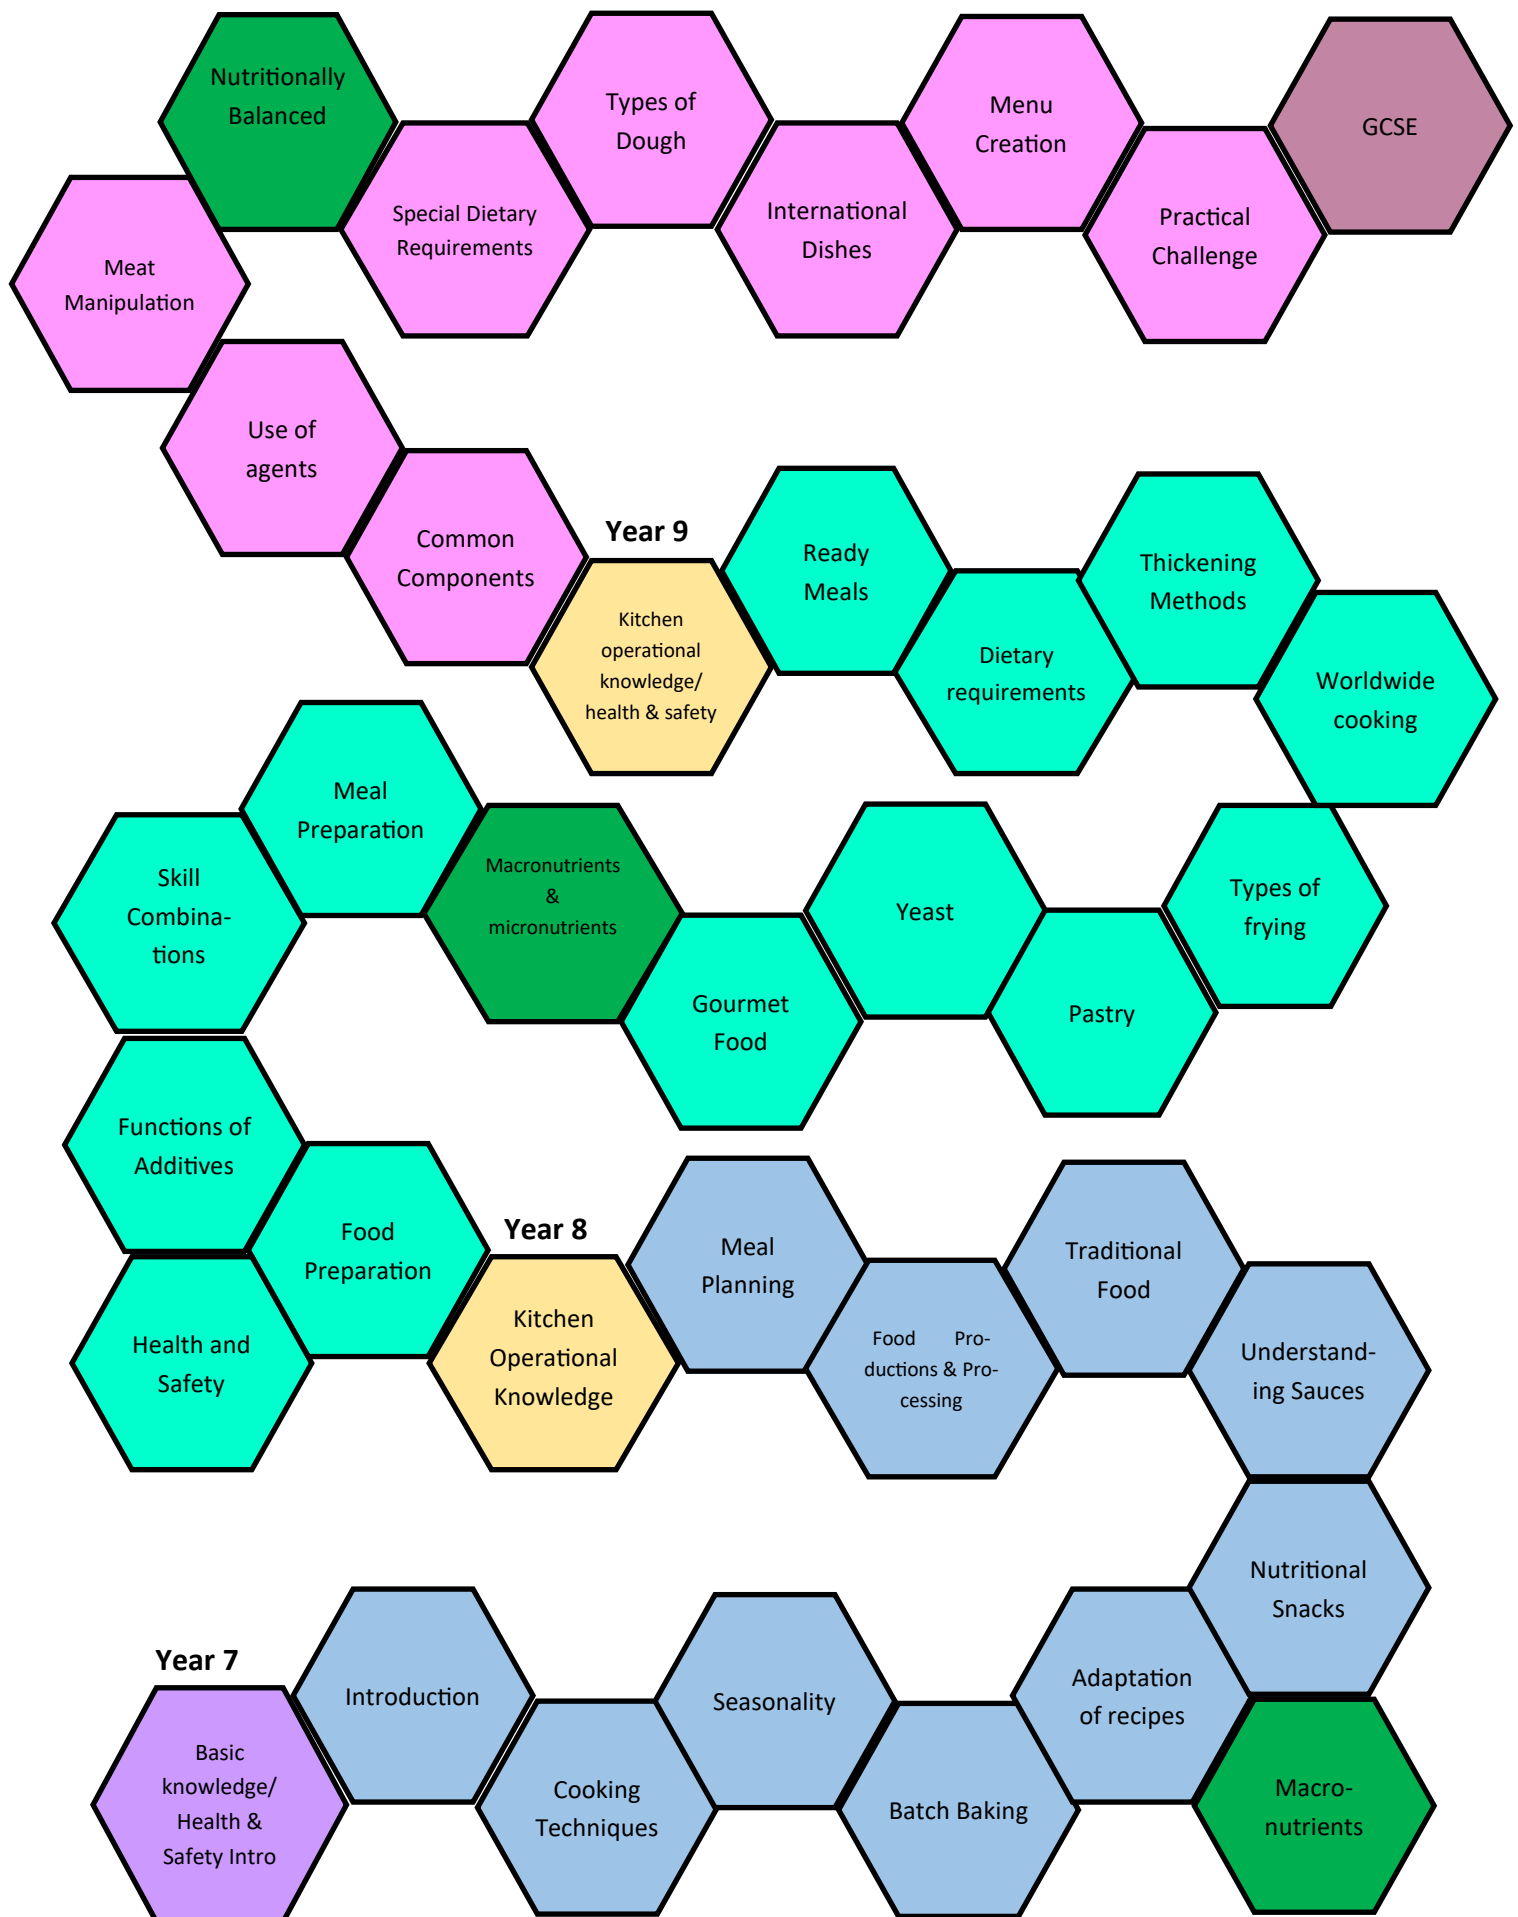 Nutritionally
Balanced
Types of
Dough
Menu
Creation
GCSE
Special Dietary
Requirements
International
Dishes
Practical
Challenge
Meat
Manipulation
Use of
agents
Common
Components
Year 9
Kitchen
operational
knowledge/
health & safety
Ready
Meals
Dietary
requirements
Thickening
Methods
Worldwide
cooking
Meal
Preparation
Skill
Combina-
tions
Macronutrients
&
micronutrients
Gourmet
Food
Yeast
Pastry
Types of
frying
Functions of
Additives
Food
Preparation
Health and
Safety
Year 8
Kitchen
Operational
Knowledge
Meal
Planning
Food Pro-
ductions & Pro-
cessing
Traditional
Food
Understand-
ing Sauces
Nutritional
Snacks
Year 7
Basic
knowledge/
Health &
Safety Intro
Introduction
Cooking
Techniques
Seasonality
Batch Baking
Adaptation
of recipes
Macro-
nutrients